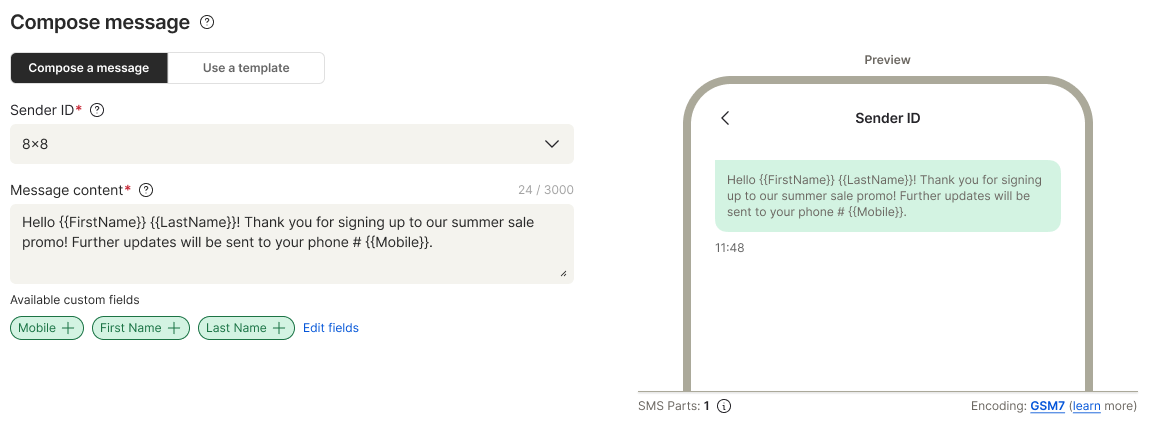 Compose message
Compose a message
Use a template
Sender ID*
8×8
Message content*
24 / 3000
Hello {{FirstName}} {{LastName}}! Thank you for signing up to our summer sale
promo! Further updates will be sent to your phone # {{Mobile}}.
Available custom fields
Mobile
First Name
Last Name
Edit fields
Preview
Sender ID
Hello {{FirstName}} {{LastName}}! Thank you for signing
up to our summer sale promo! Further updates will be
sent to your phone # {{Mobile}}.
11:48
SMS Parts: 1
Encoding: GSM7 (learn more)